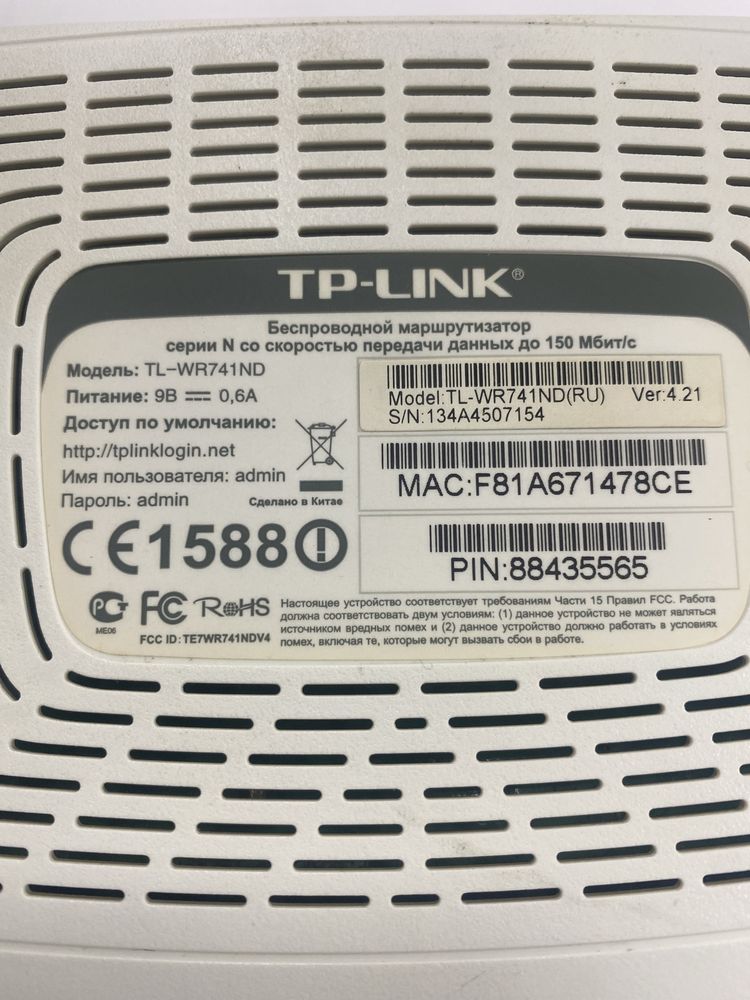 TP-LINK®
Беспроводной маршрутизатор
серии N со скоростью передачи данных до 150 Мбит/с
Модель: TL-WR741ND
Питание: 9В 0,6А
Доступ по умолчанию:
http://tplinklogin.net
Имя пользователя: admin
Пароль: admin
Сделано в Китае
Model:TL-WR741ND(RU) Ver:4.21
S/N:134A4507154
MAC:F81A671478CE
PIN:88435565
CE1588
РСТ
ME06
FC
RoHS
FCC ID: TE7WR741NDV4
Настоящее устройство соответствует требованиям Части 15 Правил FCC. Работа
должна соответствовать двум условиям: (1) данное устройство не может являться
источником вредных помех и (2) данное устройство должно работать в условиях
помех, включая те, которые могут вызвать сбои в работе.